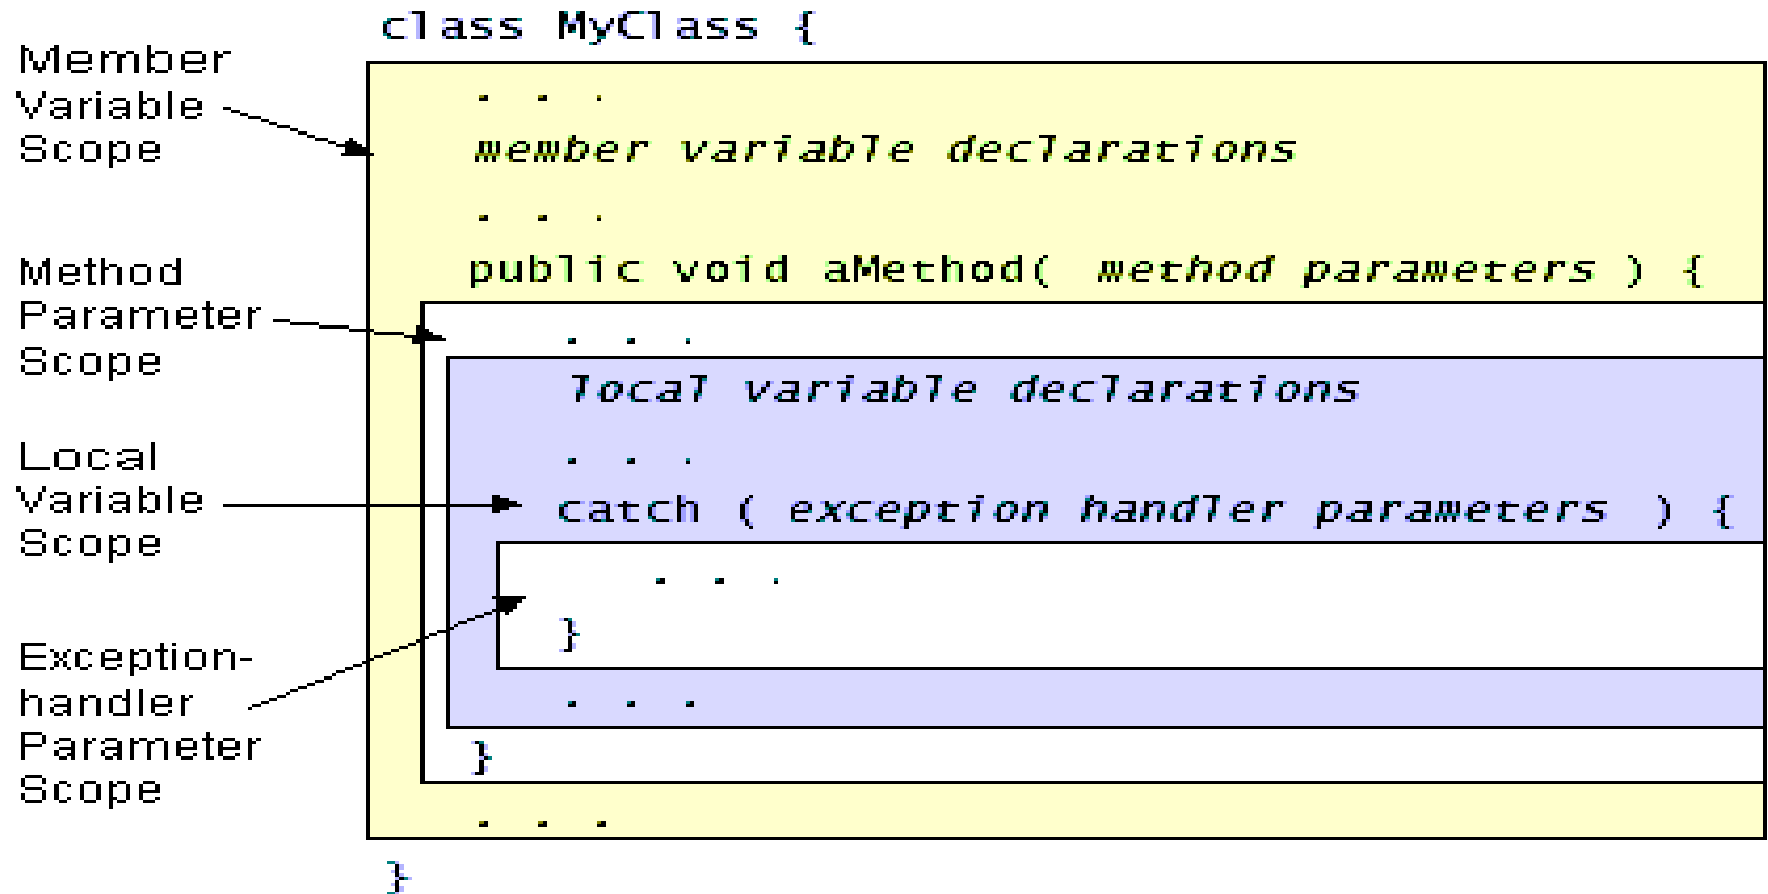 class MyClass {
Member
Variable
Scope
. . .
member variable declarations
. . .
public void aMethod( method parameters ) {
Method
Parameter
Scope
. . .
local variable declarations
. . .
Local
Variable
Scope
catch ( exception handler parameters ) {
. . .
}
Exception-
handler
Parameter
Scope
. . .
}
. . .
}